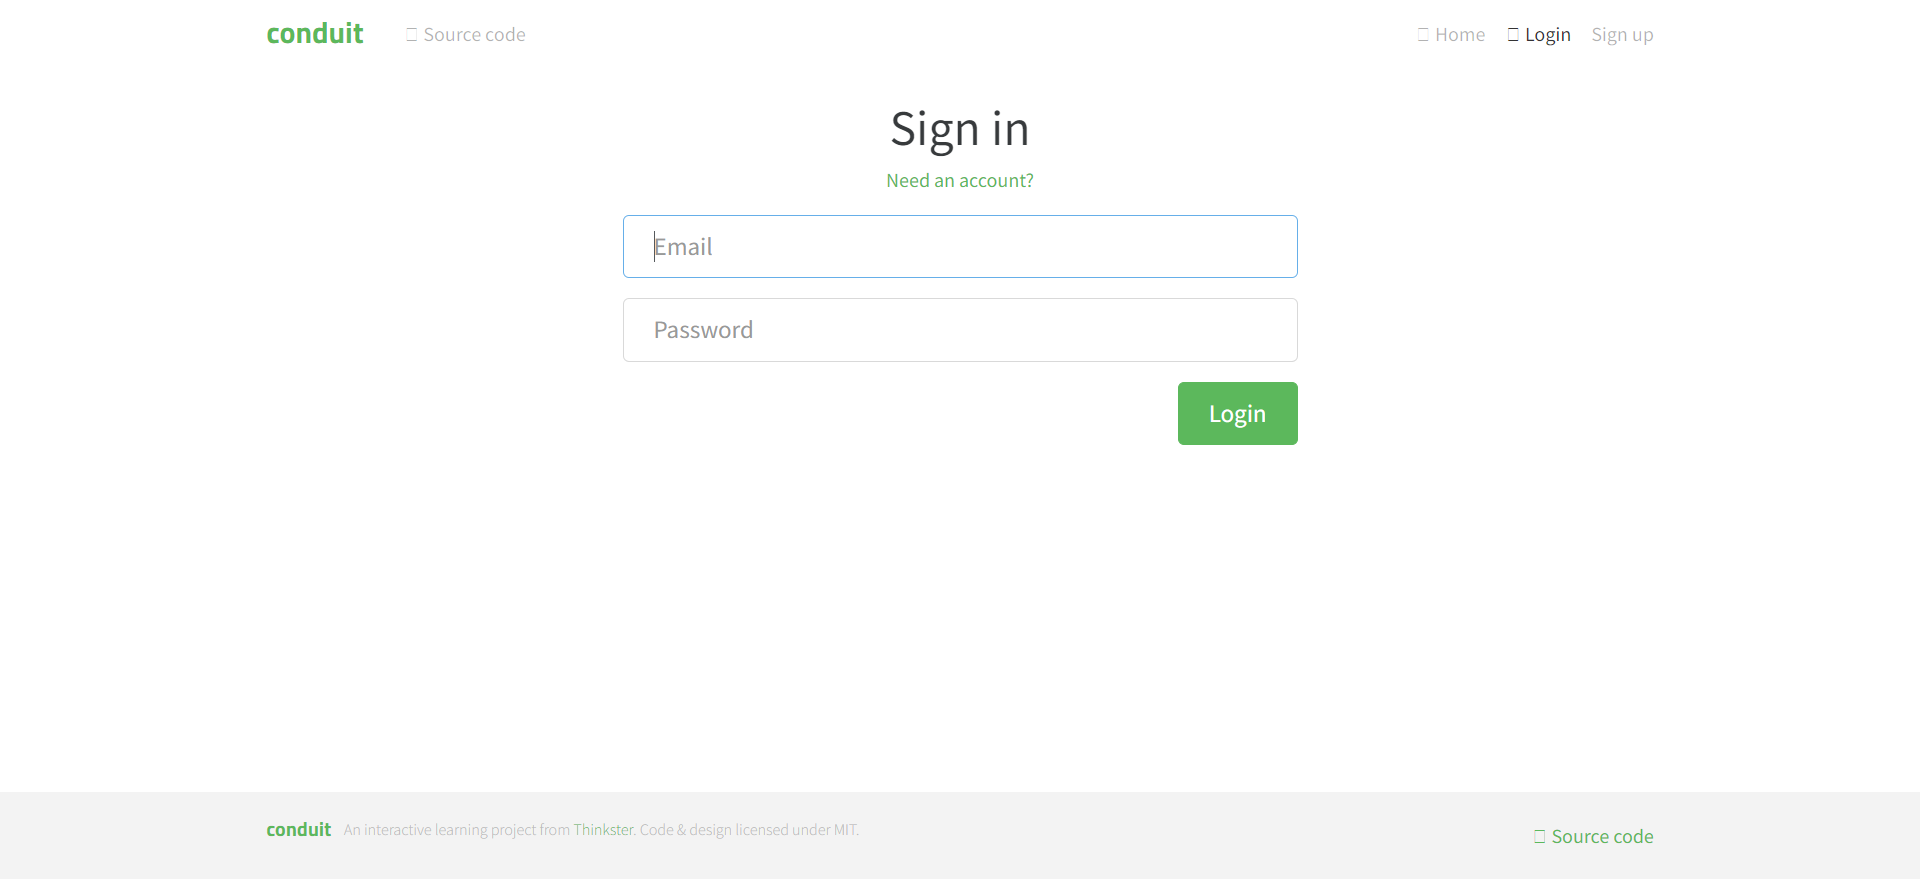 conduit Source code Home Login Sign up
Sign in
Need an account?
Email
Password
Login
conduit An interactive learning project from Thinkster. Code & design licensed under MIT.
Source code